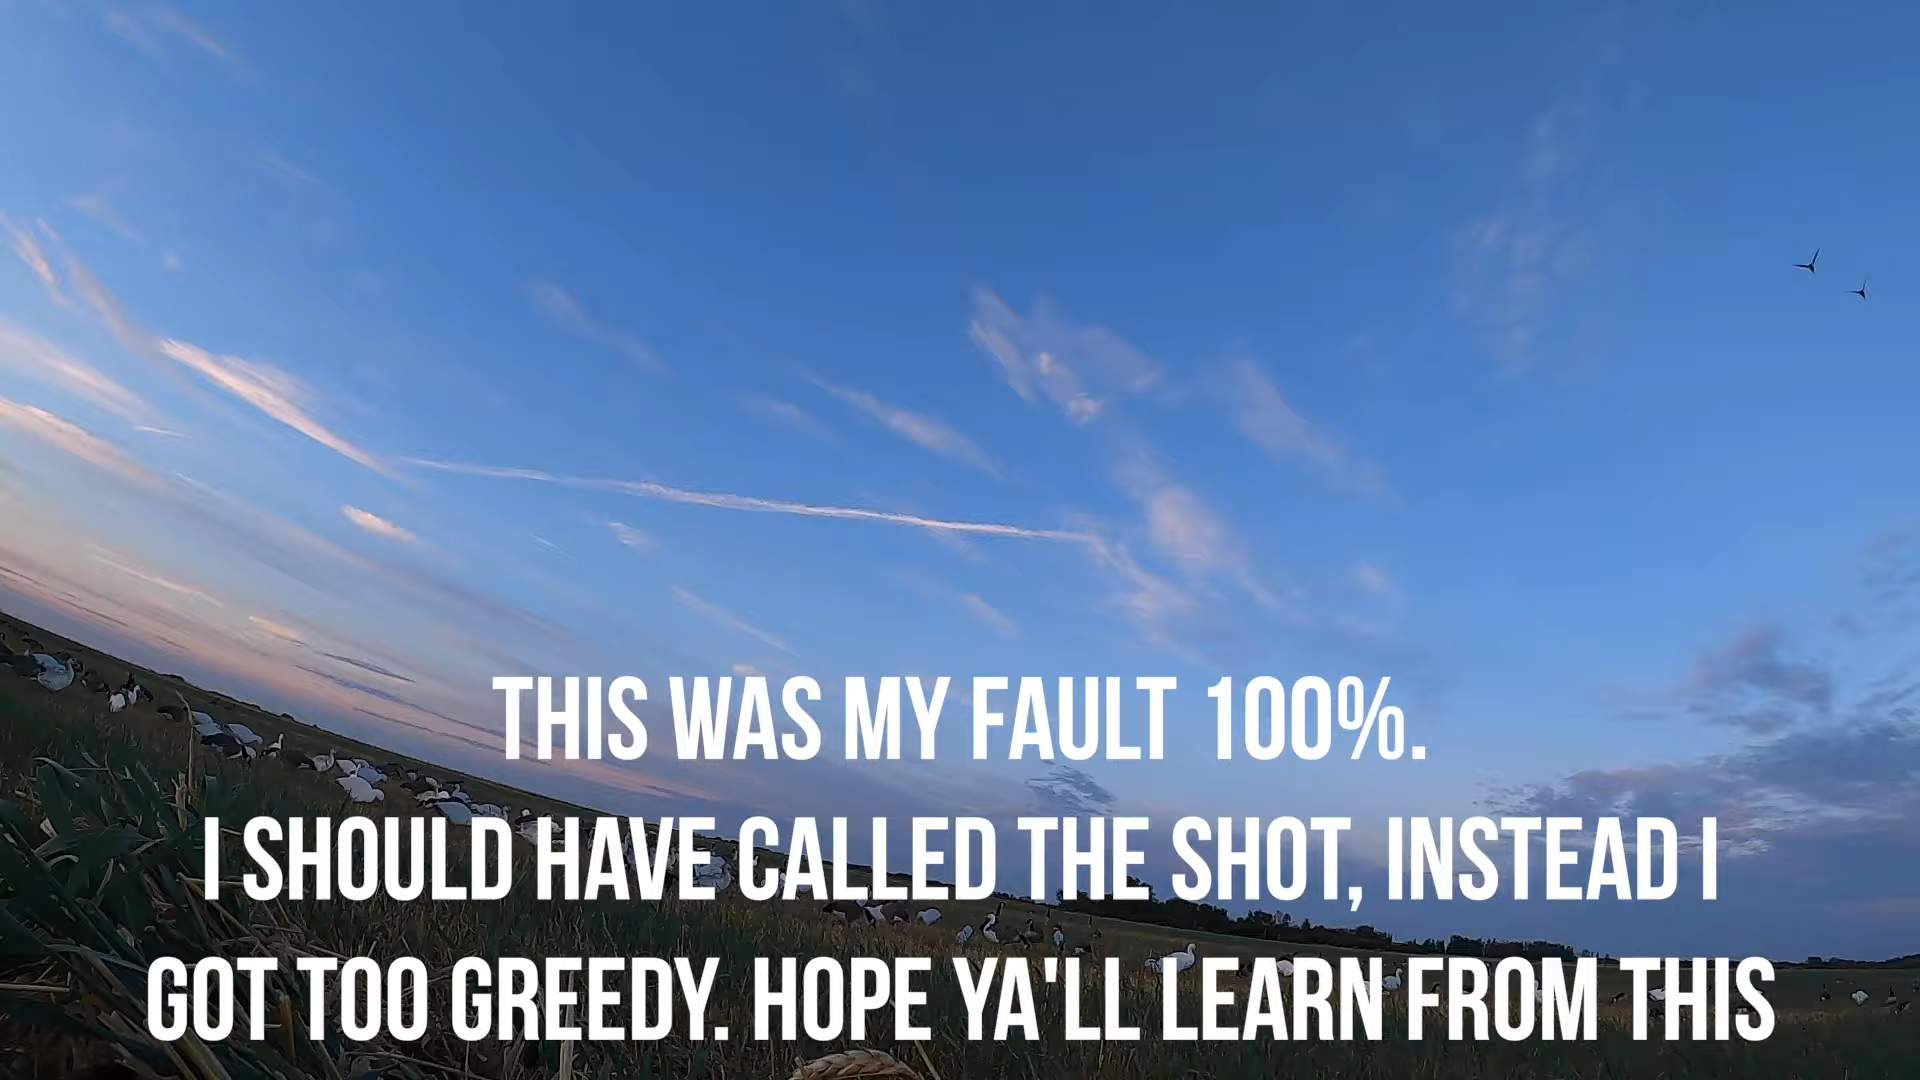 THIS WAS MY FAULT 100%.
I SHOULD HAVE CALLED THE SHOT, INSTEAD I
GOT TOO GREEDY. HOPE YA'LL LEARN FROM THIS